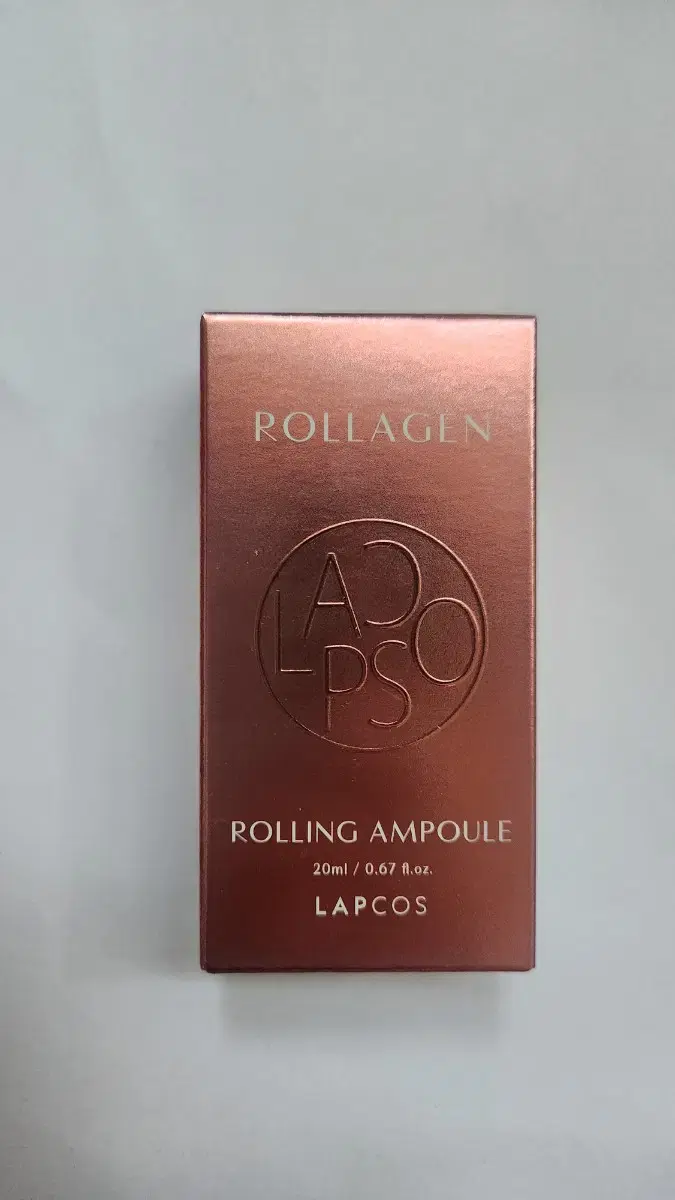 ROLLAGEN
LAPCOS
ROLLING AMPOULE
20ml / 0.67 fl.oz.
LAPCOS